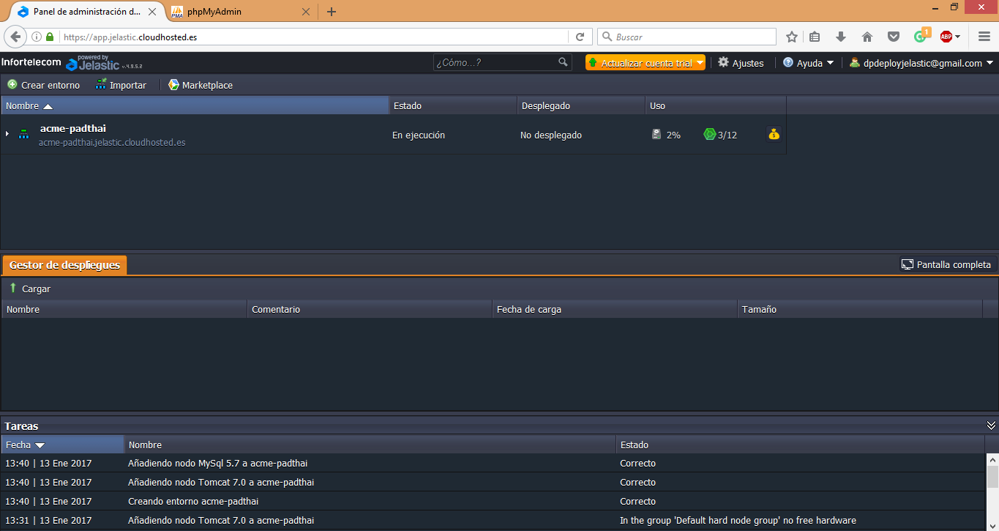 Panel de administración d...
phpMyAdmin
https://app.jelastic.cloudhosted.es
Buscar
1
ABP
Infortelecom
powered by
Jelastic v.4.9.5.2
¿Cómo...?
Actualizar cuenta trial
Ajustes
Ayuda
dpdeployjelastic@gmail.com
Crear entorno
Importar
Marketplace
Nombre
Estado
Desplegado
Uso
acme-padthai
acme-padthai.jelastic.cloudhosted.es
En ejecución
No desplegado
2%
3/12
Gestor de despliegues
Pantalla completa
Cargar
Nombre
Comentario
Fecha de carga
Tamaño
Tareas
Fecha
Nombre
Estado
13:40 | 13 Ene 2017 Añadiendo nodo MySql 5.7 a acme-padthai Correcto
13:40 | 13 Ene 2017 Añadiendo nodo Tomcat 7.0 a acme-padthai Correcto
13:40 | 13 Ene 2017 Creando entorno acme-padthai Correcto
13:31 | 13 Ene 2017 Añadiendo nodo Tomcat 7.0 a acme-padthai In the group 'Default hard node group' no free hardware